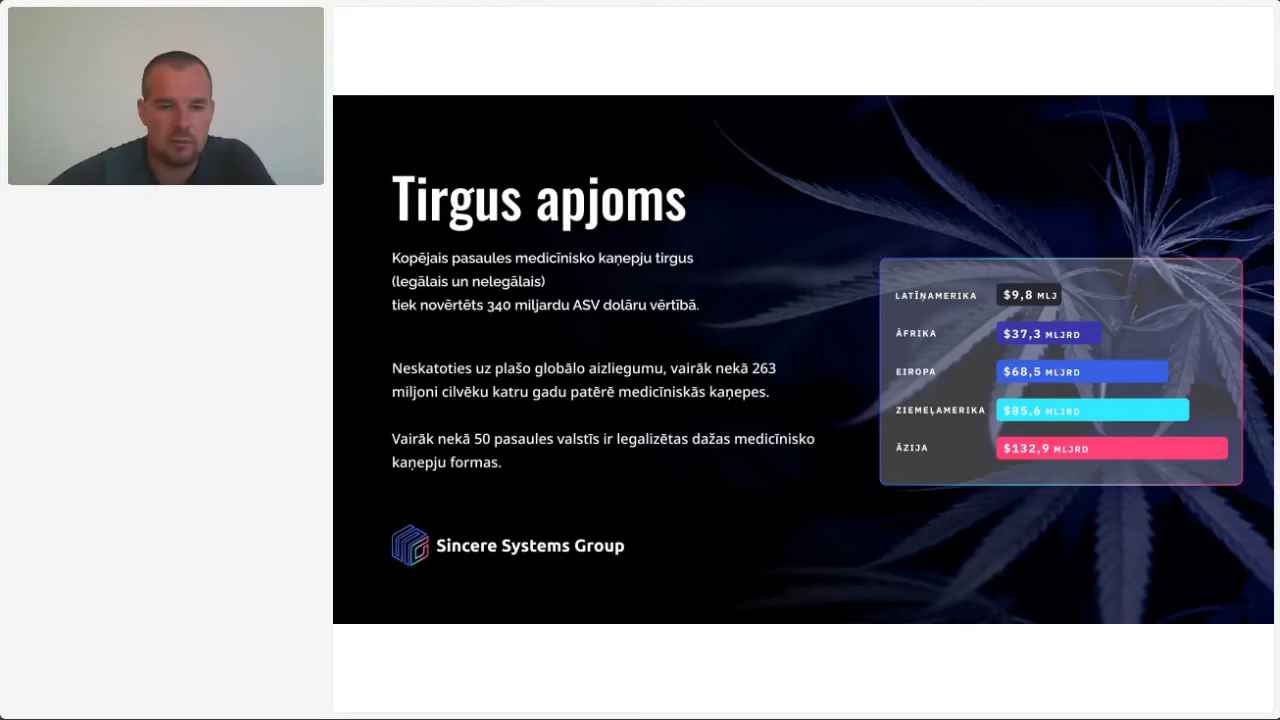 Tirgus apjoms
Kopējais pasaules medicīnisko kaņepju tirgus
(legālais un nelegālais)
tiek novērtēts 340 miljardu ASV dolāru vērtībā.
Neskatoties uz plašo globālo aizliegumu, vairāk nekā 263
miljoni cilvēku katru gadu patērē medicīniskās kaņepes.
Vairāk nekā 50 pasaules valstīs ir legalizētas dažas medicīnisko
kaņepju formas.
Sincere Systems Group
LATĪŅAMERIKA $9,8 MLJ
ĀFRIKA $37,3 MLJRD
EIROPA $68,5 MLJRD
ZIEMEĻAMERIKA $85,6 MLJRD
ĀZIJA $132,9 MLJRD